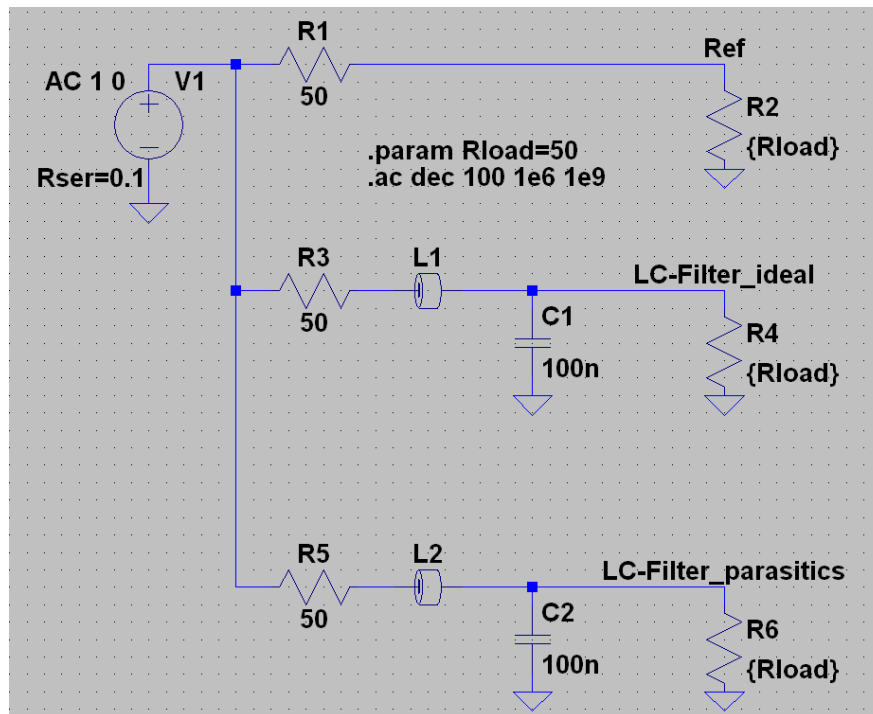 R1
Ref
AC 1 0
V1
50
R2
{Rload}
.param Rload=50
.ac dec 100 1e6 1e9
Rser=0.1
R3
L1
LC-Filter_ideal
50
C1
R4
100n
{Rload}
R5
L2
LC-Filter_parasitics
50
C2
R6
100n
{Rload}